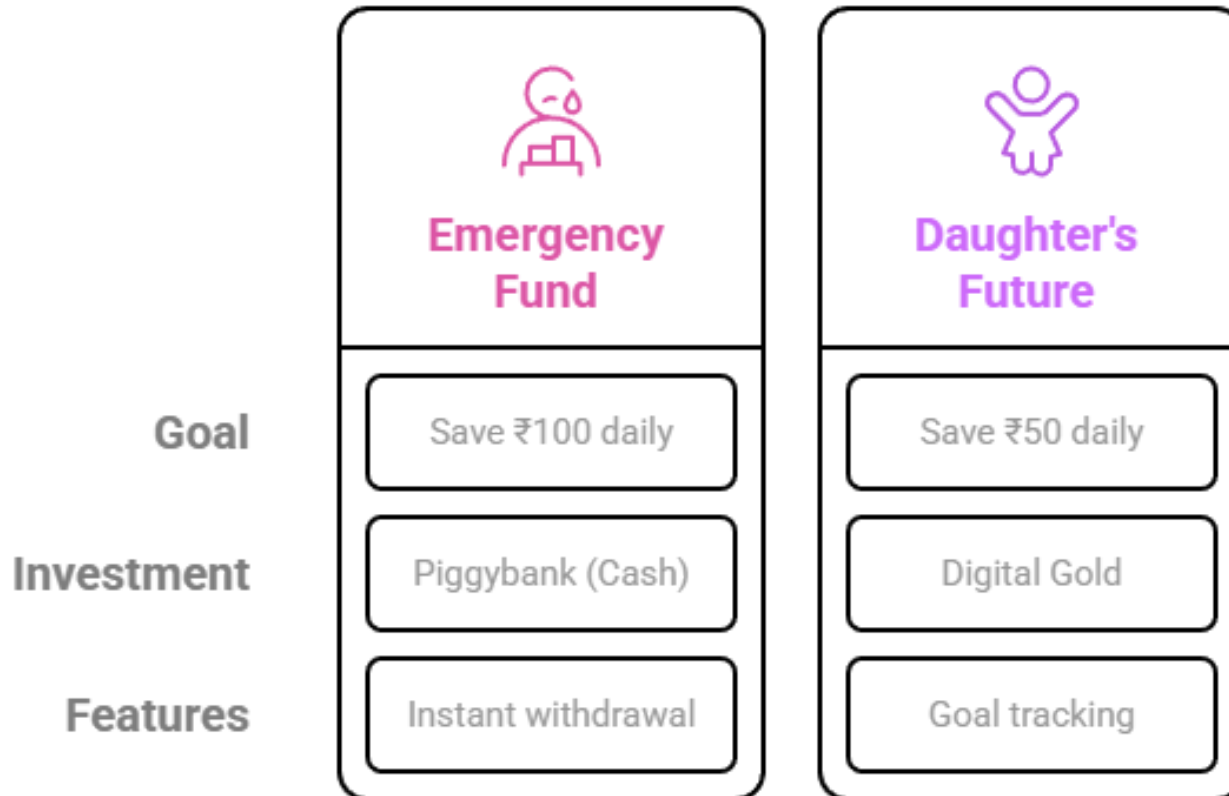 Emergency
Fund
Daughter's
Future
Goal
Save ₹100 daily
Save ₹50 daily
Investment
Piggybank (Cash)
Digital Gold
Features
Instant withdrawal
Goal tracking